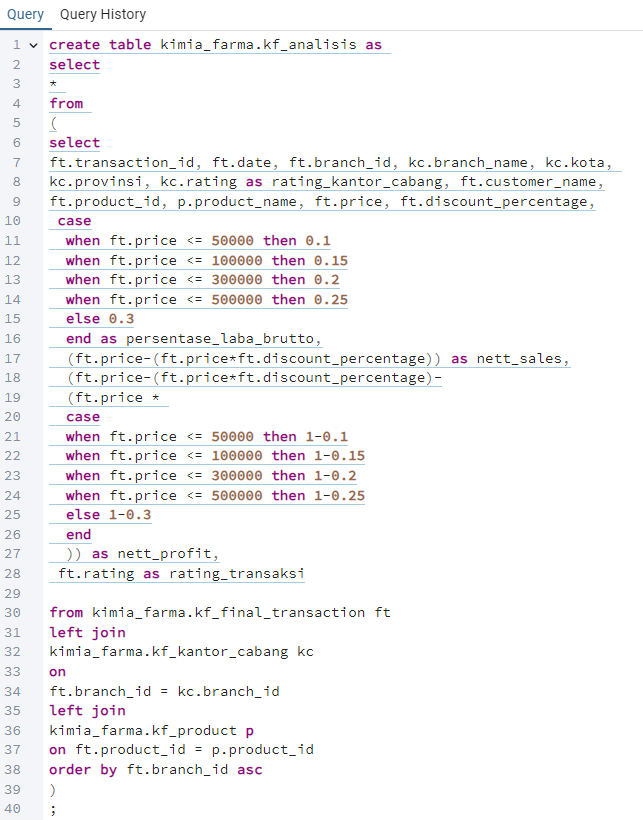 Query Query History
1 create table kimia_farma.kf_analisis as
2 select
3 *
4 from
5 (
6 select
7 ft.transaction_id, ft.date, ft.branch_id, kc.branch_name, kc.kota,
8 kc.provinsi, kc.rating as rating_kantor_cabang, ft.customer_name,
9 ft.product_id, p.product_name, ft.price, ft.discount_percentage,
10 case
11 when ft.price <= 50000 then 0.1
12 when ft.price <= 100000 then 0.15
13 when ft.price <= 300000 then 0.2
14 when ft.price <= 500000 then 0.25
15 else 0.3
16 end as persentase_laba_brutto,
17 (ft.price-(ft.price*ft.discount_percentage)) as nett_sales,
18 (ft.price-(ft.price*ft.discount_percentage)-
19 (ft.price *
20 case
21 when ft.price <= 50000 then 1-0.1
22 when ft.price <= 100000 then 1-0.15
23 when ft.price <= 300000 then 1-0.2
24 when ft.price <= 500000 then 1-0.25
25 else 1-0.3
26 end
27 )) as nett_profit,
28 ft.rating as rating_transaksi
29
30 from kimia_farma.kf_final_transaction ft
31 left join
32 kimia_farma.kf_kantor_cabang kc
33 on
34 ft.branch_id = kc.branch_id
35 left join
36 kimia_farma.kf_product p
37 on ft.product_id = p.product_id
38 order by ft.branch_id asc
39 )
40 ;